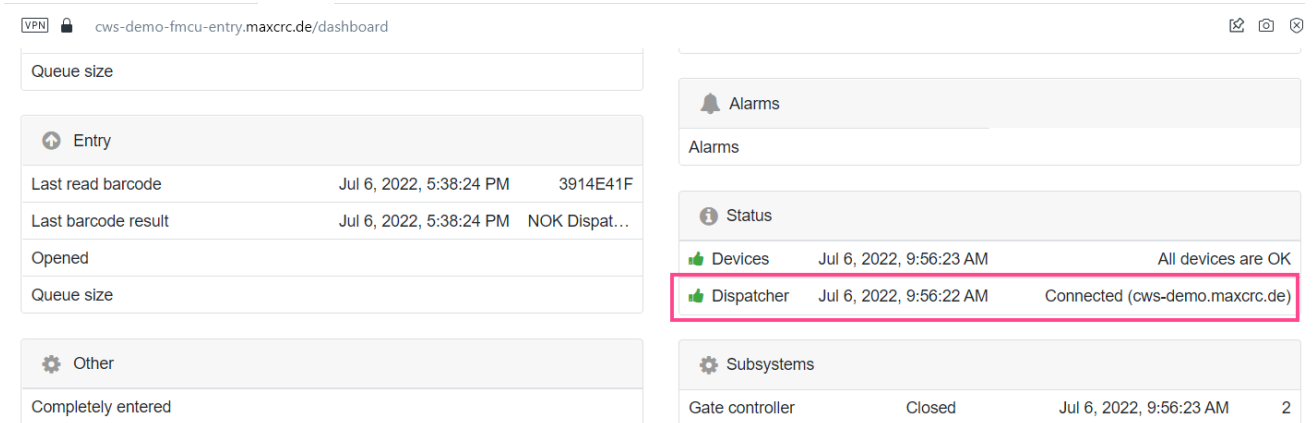 VPN cws-demo-fmcu-entry.maxcrc.de/dashboard
Queue size
Entry
Last read barcode Jul 6, 2022, 5:38:24 PM 3914E41F
Last barcode result Jul 6, 2022, 5:38:24 PM NOK Dispat...
Opened
Queue size
Other
Completely entered
Alarms
Alarms
Status
Devices Jul 6, 2022, 9:56:23 AM All devices are OK
Dispatcher Jul 6, 2022, 9:56:22 AM Connected (cws-demo.maxcrc.de)
Subsystems
Gate controller Closed Jul 6, 2022, 9:56:23 AM 2